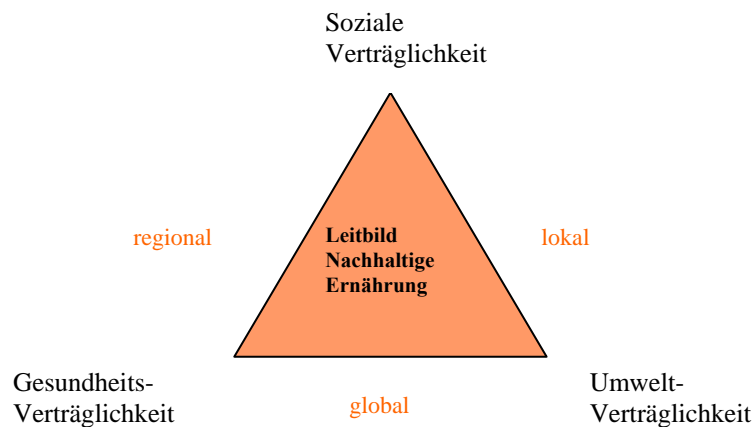 Soziale
Verträglichkeit
regional
lokal
Leitbild
Nachhaltige
Ernährung
Gesundheits-
Verträglichkeit
global
Umwelt-
Verträglichkeit